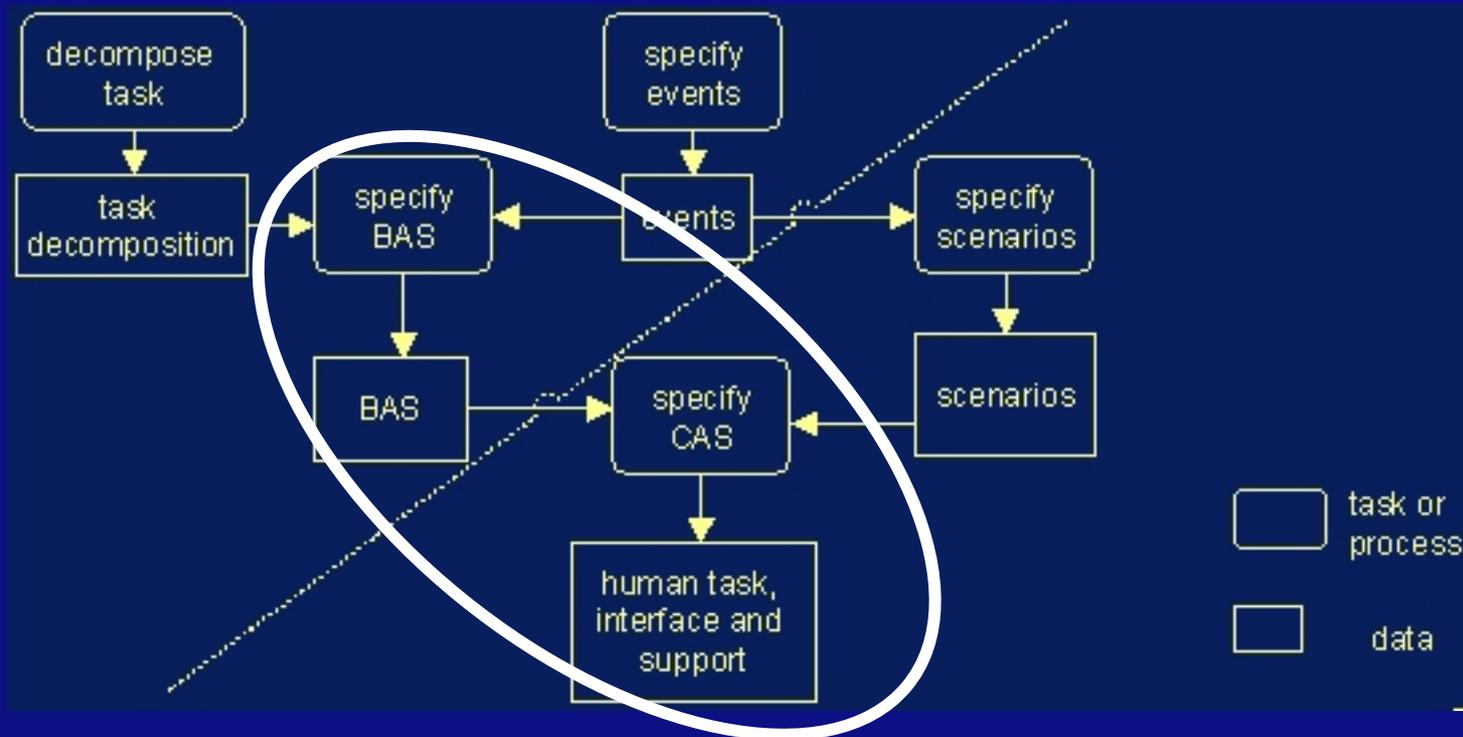 decompose
task
specify
events
task
decomposition
specify
BAS
events
specify
scenarios
BAS
specify
CAS
scenarios
human task,
interface and
support
task or
process
data